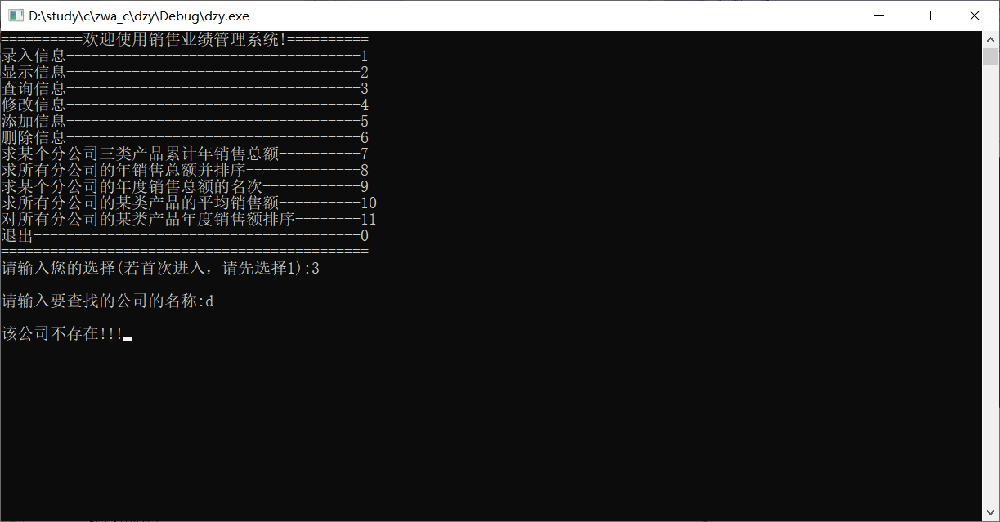 D:\study\c\zwa_c\dzy\Debug\dzy.exe
==========欢迎使用销售业绩管理系统!==========
录入信息------------------------------------1
显示信息------------------------------------2
查询信息------------------------------------3
修改信息------------------------------------4
添加信息------------------------------------5
删除信息------------------------------------6
求某个分公司三类产品累计年销售总额----------7
求所有分公司的年销售总额并排序--------------8
求某个分公司的年度销售总额的名次------------9
求所有分公司的某类产品的平均销售额----------10
对所有分公司的某类产品年度销售额排序--------11
退出----------------------------------------0
=============================================
请输入您的选择(若首次进入，请先选择1):3
请输入要查找的公司的名称:d
该公司不存在!!!